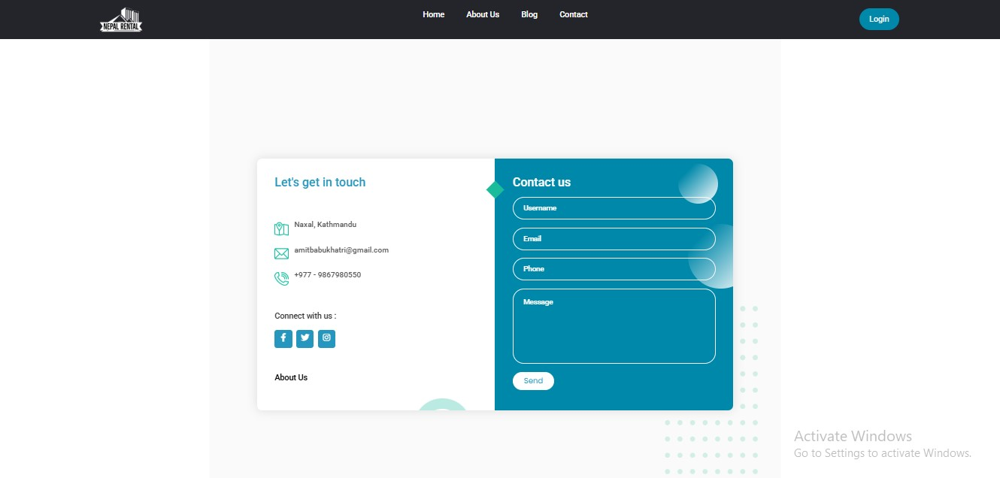 NEPAL RENTAL
Home
About Us
Blog
Contact
Login
Let's get in touch
Naxal, Kathmandu
amitbabukhatri@gmail.com
+977 - 9867980550
Connect with us :
About Us
Contact us
Username
Email
Phone
Message
Send
Activate Windows
Go to Settings to activate Windows.